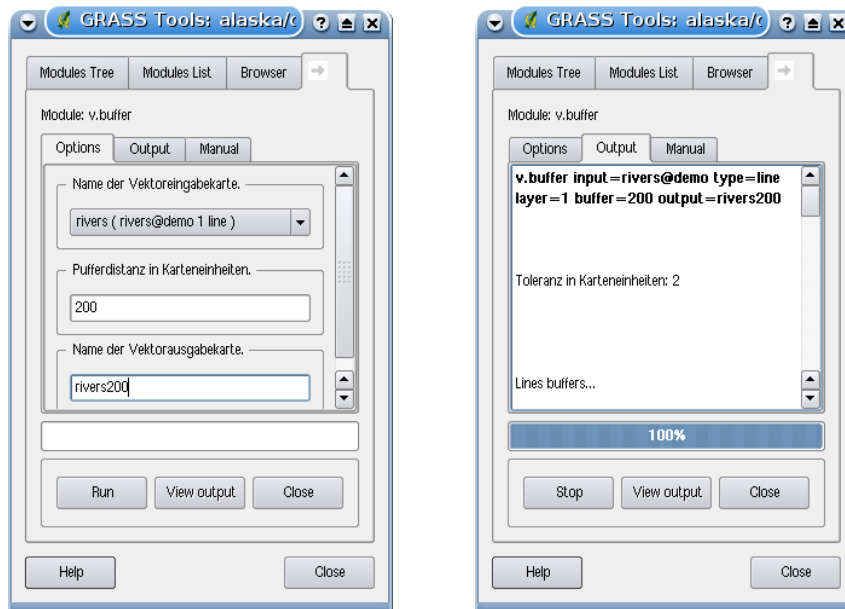 GRASS Tools: alaska/c
Modules Tree Modules List Browser
Module: v.buffer
Options Output Manual
Name der Vektoreingabekarte.
rivers ( rivers@demo 1 line )
Pufferdistanz in Karteneinheiten.
200
Name der Vektorausgabekarte.
rivers200
Run View output Close
Help Close
GRASS Tools: alaska/c
Modules Tree Modules List Browser
Module: v.buffer
Options Output Manual
v.buffer input=rivers@demo type=line
layer=1 buffer=200 output=rivers200
Toleranz in Karteneinheiten: 2
Lines buffers...
100%
Stop View output Close
Help Close